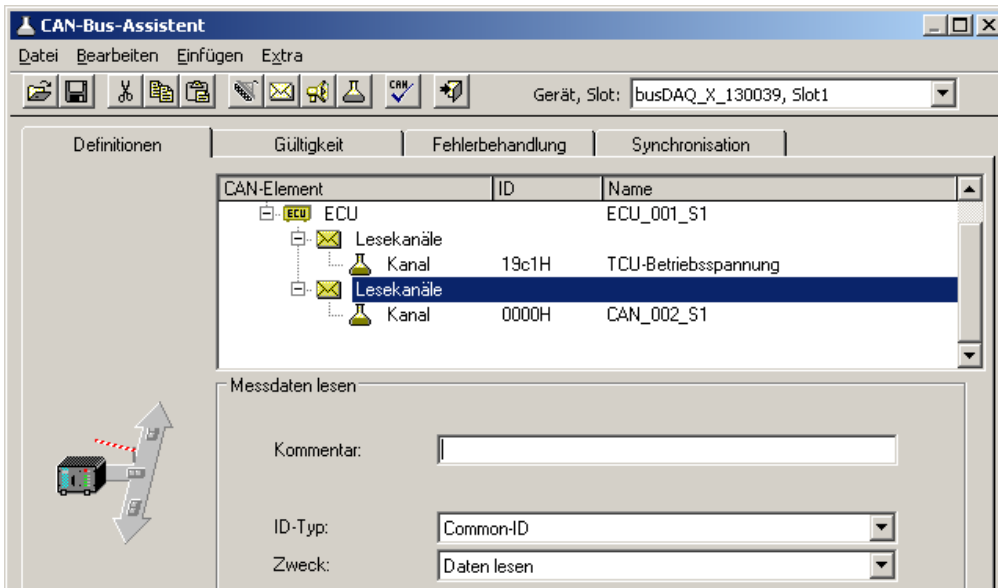 CAN-Bus-Assistent
Datei Bearbeiten Einfügen Extra
CAN Gerät, Slot: busDAQ_X_130039, Slot1
Definitionen Gültigkeit Fehlerbehandlung Synchronisation
CAN-Element ID Name
ECU ECU ECU_001_S1
Lesekanäle
Kanal 19c1H TCU-Betriebsspannung
Lesekanäle
Kanal 0000H CAN_002_S1
Messdaten lesen
Kommentar:
ID-Typ: Common-ID
Zweck: Daten lesen